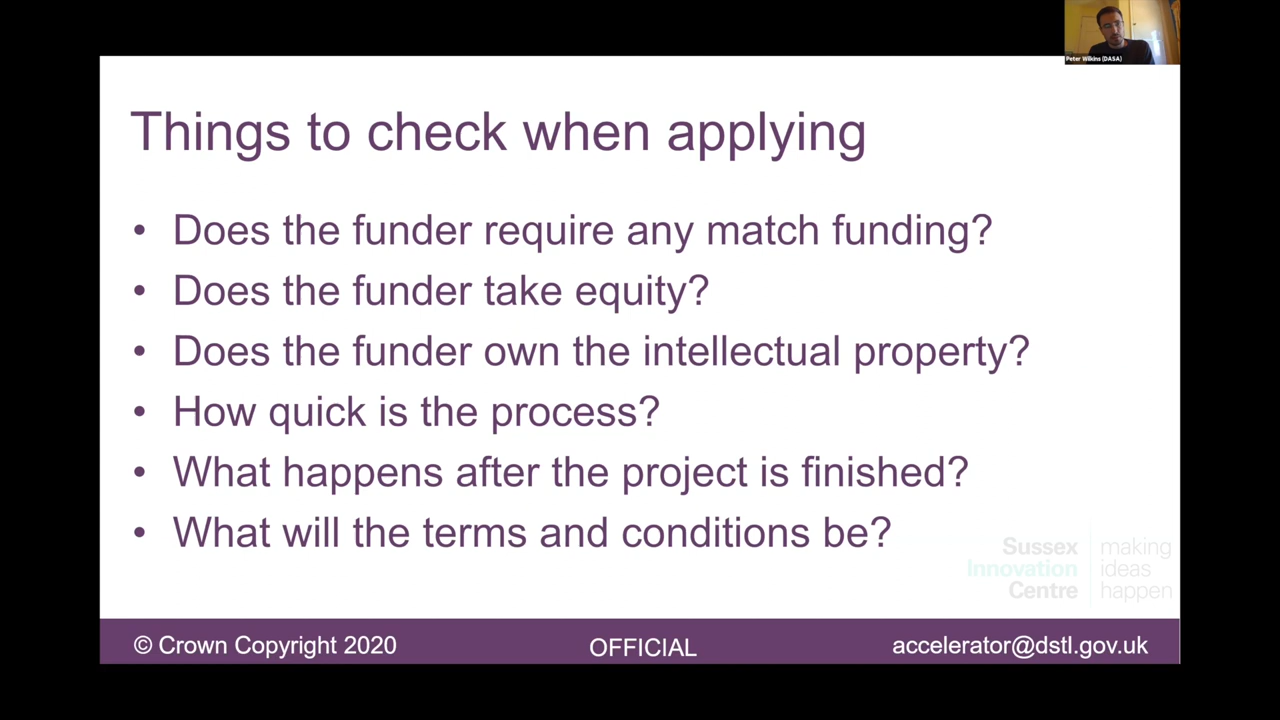 Peter Wilkins (DASA)
Things to check when applying
• Does the funder require any match funding?
• Does the funder take equity?
• Does the funder own the intellectual property?
• How quick is the process?
• What happens after the project is finished?
• What will the terms and conditions be?
Sussex
Innovation
Centre
making
ideas
happen
© Crown Copyright 2020
OFFICIAL
accelerator@dstl.gov.uk